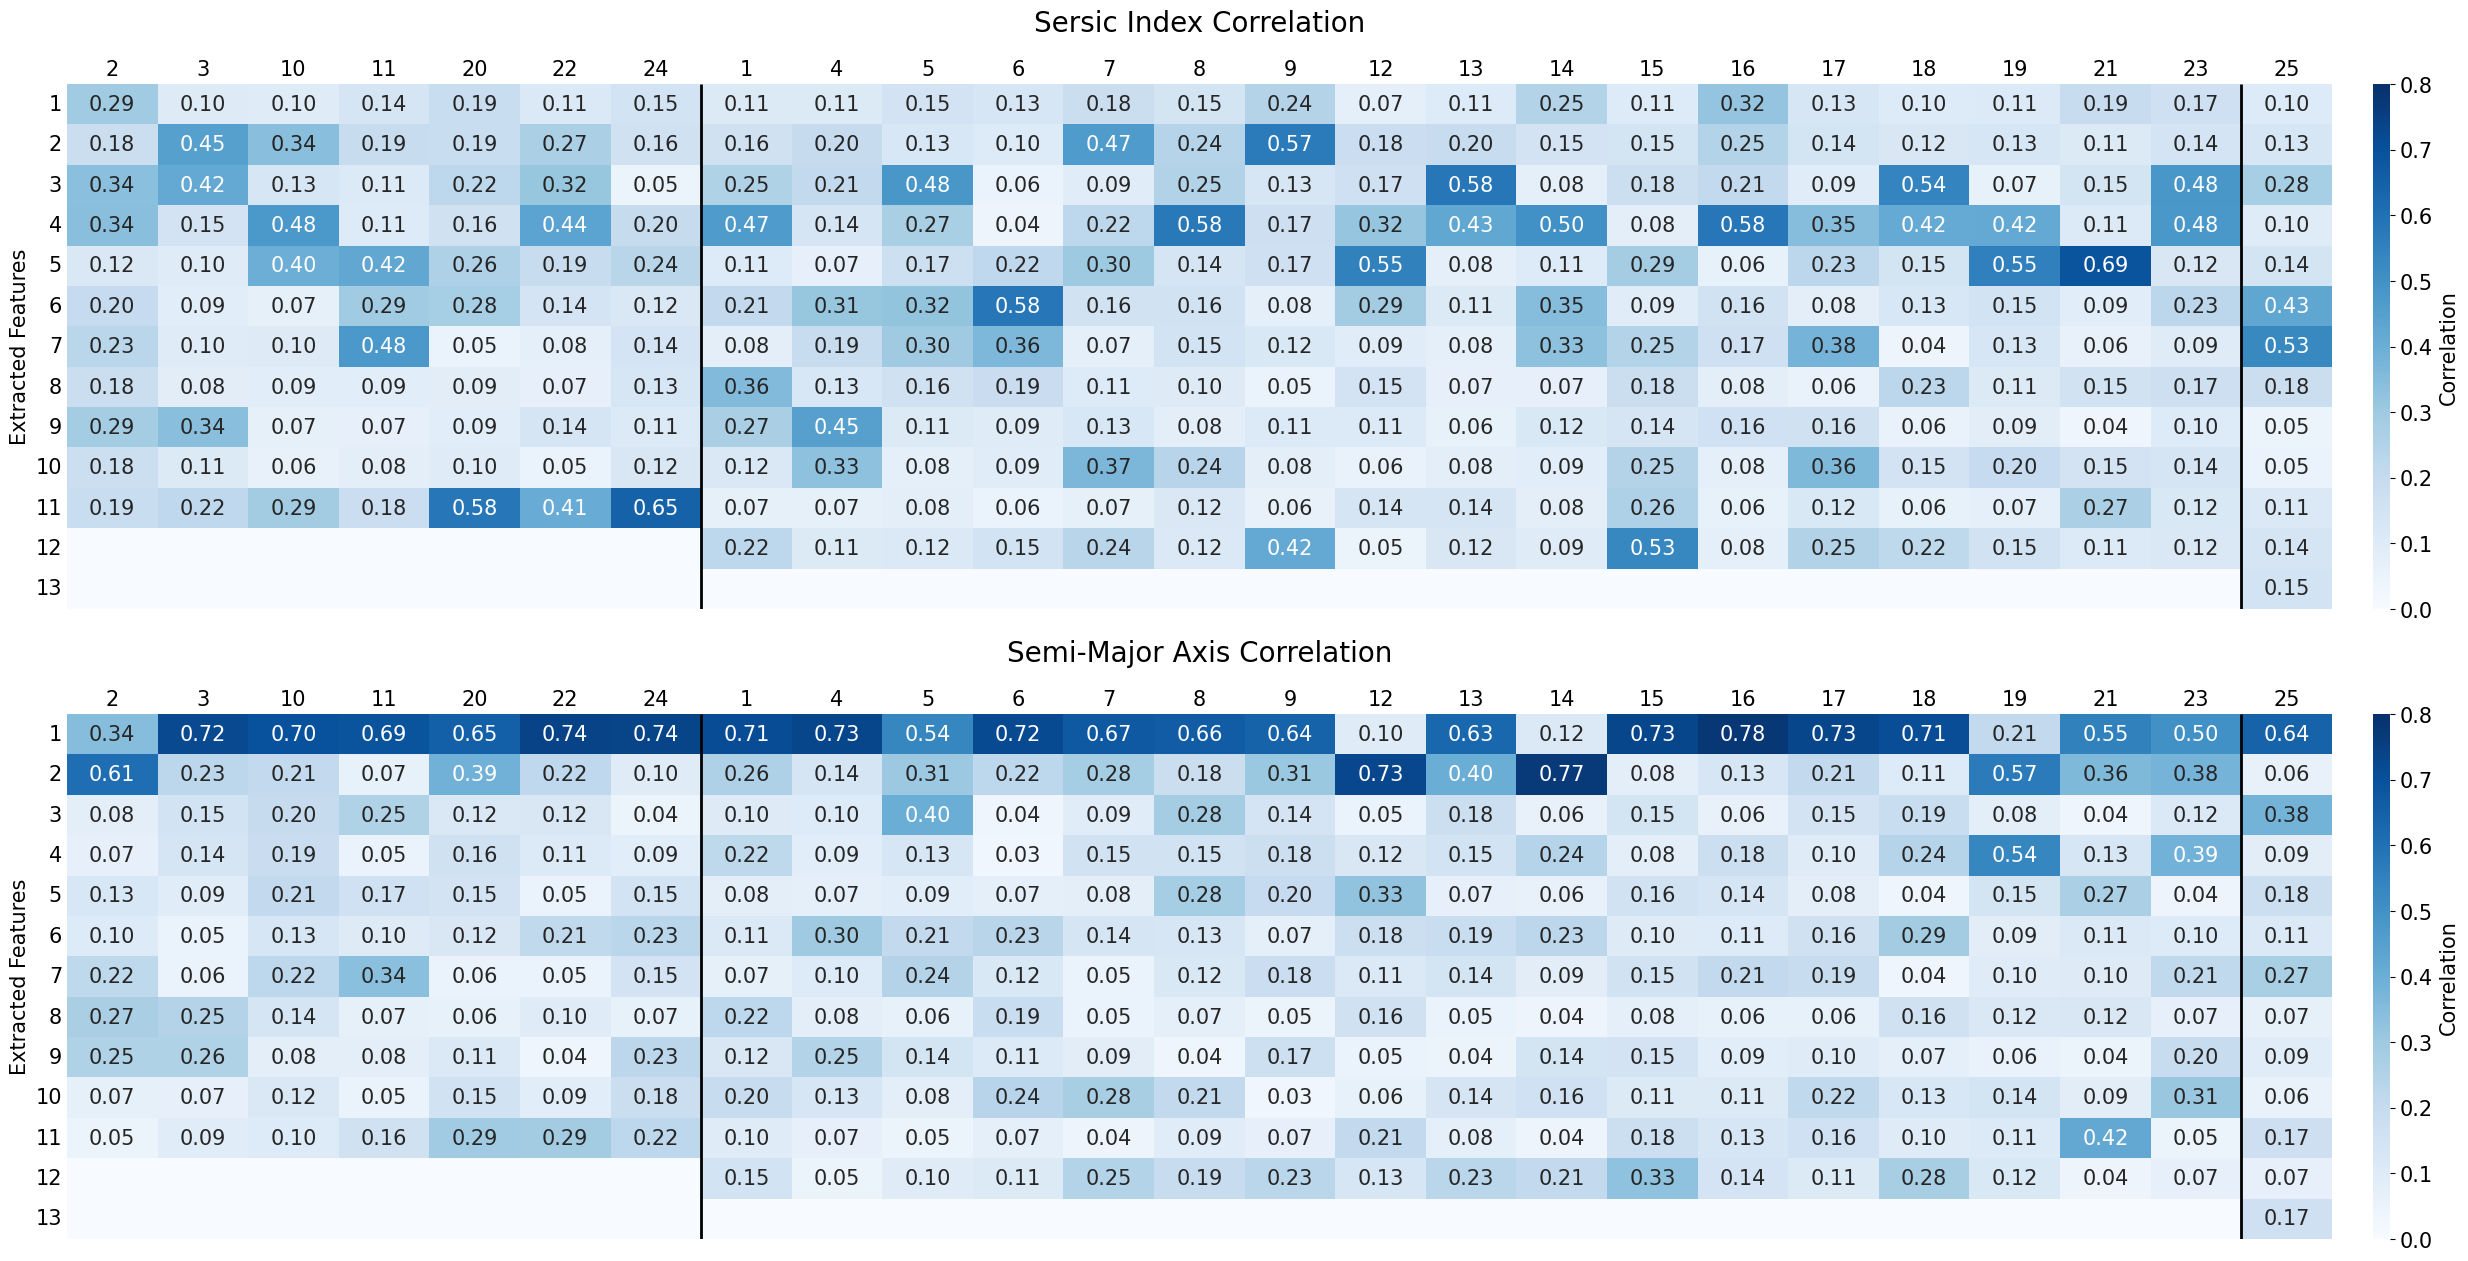 Sersic Index Correlation
2 3 10 11 20 22 24 1 4 5 6 7 8 9 12 13 14 15 16 17 18 19 21 23 25
1 0.29 0.10 0.10 0.14 0.19 0.11 0.15 0.11 0.11 0.15 0.13 0.18 0.15 0.24 0.07 0.11 0.25 0.11 0.32 0.13 0.10 0.11 0.19 0.17 0.10
2 0.18 0.45 0.34 0.19 0.19 0.27 0.16 0.16 0.20 0.13 0.10 0.47 0.24 0.57 0.18 0.20 0.15 0.15 0.25 0.14 0.12 0.13 0.11 0.14 0.13
3 0.34 0.42 0.13 0.11 0.22 0.32 0.05 0.25 0.21 0.48 0.06 0.09 0.25 0.13 0.17 0.58 0.08 0.18 0.21 0.09 0.54 0.07 0.15 0.48 0.28
4 0.34 0.15 0.48 0.11 0.16 0.44 0.20 0.47 0.14 0.27 0.04 0.22 0.58 0.17 0.32 0.43 0.50 0.08 0.58 0.35 0.42 0.42 0.11 0.48 0.10
5 0.12 0.10 0.40 0.42 0.26 0.19 0.24 0.11 0.07 0.17 0.22 0.30 0.14 0.17 0.55 0.08 0.11 0.29 0.06 0.23 0.15 0.55 0.69 0.12 0.14
6 0.20 0.09 0.07 0.29 0.28 0.14 0.12 0.21 0.31 0.32 0.58 0.16 0.16 0.08 0.29 0.11 0.35 0.09 0.16 0.08 0.13 0.15 0.09 0.23 0.43
7 0.23 0.10 0.10 0.48 0.05 0.08 0.14 0.08 0.19 0.30 0.36 0.07 0.15 0.12 0.09 0.08 0.33 0.25 0.17 0.38 0.04 0.13 0.06 0.09 0.53
8 0.18 0.08 0.09 0.09 0.09 0.07 0.13 0.36 0.13 0.16 0.19 0.11 0.10 0.05 0.15 0.07 0.07 0.18 0.08 0.06 0.23 0.11 0.15 0.17 0.18
9 0.29 0.34 0.07 0.07 0.09 0.14 0.11 0.27 0.45 0.11 0.09 0.13 0.08 0.11 0.11 0.06 0.12 0.14 0.16 0.16 0.06 0.09 0.04 0.10 0.05
10 0.18 0.11 0.06 0.08 0.10 0.05 0.12 0.12 0.33 0.08 0.09 0.37 0.24 0.08 0.06 0.08 0.09 0.25 0.08 0.36 0.15 0.20 0.15 0.14 0.05
11 0.19 0.22 0.29 0.18 0.58 0.41 0.65 0.07 0.07 0.08 0.06 0.07 0.12 0.06 0.14 0.14 0.08 0.26 0.06 0.12 0.06 0.07 0.27 0.12 0.11
12 0.22 0.11 0.12 0.15 0.24 0.12 0.42 0.05 0.12 0.09 0.53 0.08 0.25 0.22 0.15 0.11 0.12 0.14
13 0.15
Extracted Features
0.8
0.7
0.6
0.5
0.4
0.3
0.2
0.1
0.0
Correlation
Semi-Major Axis Correlation
2 3 10 11 20 22 24 1 4 5 6 7 8 9 12 13 14 15 16 17 18 19 21 23 25
1 0.34 0.72 0.70 0.69 0.65 0.74 0.74 0.71 0.73 0.54 0.72 0.67 0.66 0.64 0.10 0.63 0.12 0.73 0.78 0.73 0.71 0.21 0.55 0.50 0.64
2 0.61 0.23 0.21 0.07 0.39 0.22 0.10 0.26 0.14 0.31 0.22 0.28 0.18 0.31 0.73 0.40 0.77 0.08 0.13 0.21 0.11 0.57 0.36 0.38 0.06
3 0.08 0.15 0.20 0.25 0.12 0.12 0.04 0.10 0.10 0.40 0.04 0.09 0.28 0.14 0.05 0.18 0.06 0.15 0.06 0.15 0.19 0.08 0.04 0.12 0.38
4 0.07 0.14 0.19 0.05 0.16 0.11 0.09 0.22 0.09 0.13 0.03 0.15 0.15 0.18 0.12 0.15 0.24 0.08 0.18 0.10 0.24 0.54 0.13 0.39 0.09
5 0.13 0.09 0.21 0.17 0.15 0.05 0.15 0.08 0.07 0.09 0.07 0.08 0.28 0.20 0.33 0.07 0.06 0.16 0.14 0.08 0.04 0.15 0.27 0.04 0.18
6 0.10 0.05 0.13 0.10 0.12 0.21 0.23 0.11 0.30 0.21 0.23 0.14 0.13 0.07 0.18 0.19 0.23 0.10 0.11 0.16 0.29 0.09 0.11 0.10 0.11
7 0.22 0.06 0.22 0.34 0.06 0.05 0.15 0.07 0.10 0.24 0.12 0.05 0.12 0.18 0.11 0.14 0.09 0.15 0.21 0.19 0.04 0.10 0.10 0.21 0.27
8 0.27 0.25 0.14 0.07 0.06 0.10 0.07 0.22 0.08 0.06 0.19 0.05 0.07 0.05 0.16 0.05 0.04 0.08 0.06 0.06 0.16 0.12 0.12 0.07 0.07
9 0.25 0.26 0.08 0.08 0.11 0.04 0.23 0.12 0.25 0.14 0.11 0.09 0.04 0.17 0.05 0.04 0.14 0.15 0.09 0.10 0.07 0.06 0.04 0.20 0.09
10 0.07 0.07 0.12 0.05 0.15 0.09 0.18 0.20 0.13 0.08 0.24 0.28 0.21 0.03 0.06 0.14 0.16 0.11 0.11 0.22 0.13 0.14 0.09 0.31 0.06
11 0.05 0.09 0.10 0.16 0.29 0.29 0.22 0.10 0.07 0.05 0.07 0.04 0.09 0.07 0.21 0.08 0.04 0.18 0.13 0.16 0.10 0.11 0.42 0.05 0.17
12 0.15 0.05 0.10 0.11 0.25 0.19 0.23 0.13 0.23 0.21 0.33 0.14 0.11 0.28 0.12 0.04 0.07 0.07
13 0.17
Extracted Features
0.8
0.7
0.6
0.5
0.4
0.3
0.2
0.1
0.0
Correlation